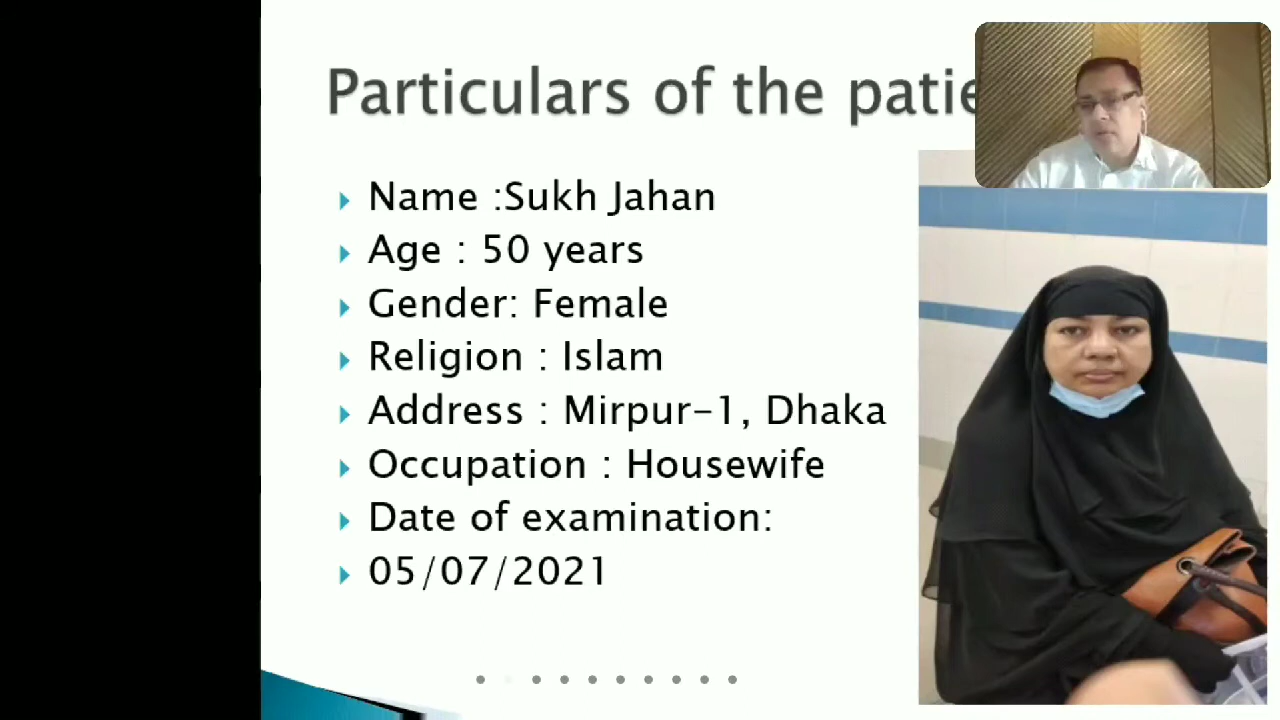 Particulars of the patie
Name :Sukh Jahan
Age : 50 years
Gender: Female
Religion : Islam
Address : Mirpur-1, Dhaka
Occupation : Housewife
Date of examination:
05/07/2021